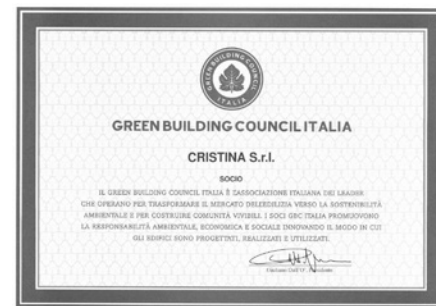 GREEN BUILDING COUNCIL
ITALIA
GREEN BUILDING COUNCIL ITALIA
CRISTINA S.r.l.
SOCIO
IL GREEN BUILDING COUNCIL ITALIA È L'ASSOCIAZIONE ITALIANA DEI LEADER
CHE OPERANO PER TRASFORMARE IL MERCATO DELL'EDILIZIA VERSO LA SOSTENIBILITÀ
AMBIENTALE E PER COSTRUIRE COMUNITÀ VIVIBILI. I SOCI GBC ITALIA PROMUOVONO
LA RESPONSABILITÀ AMBIENTALE, ECONOMICA E SOCIALE INNOVANDO IL MODO IN CUI
GLI EDIFICI SONO PROGETTATI, REALIZZATI E UTILIZZATI.